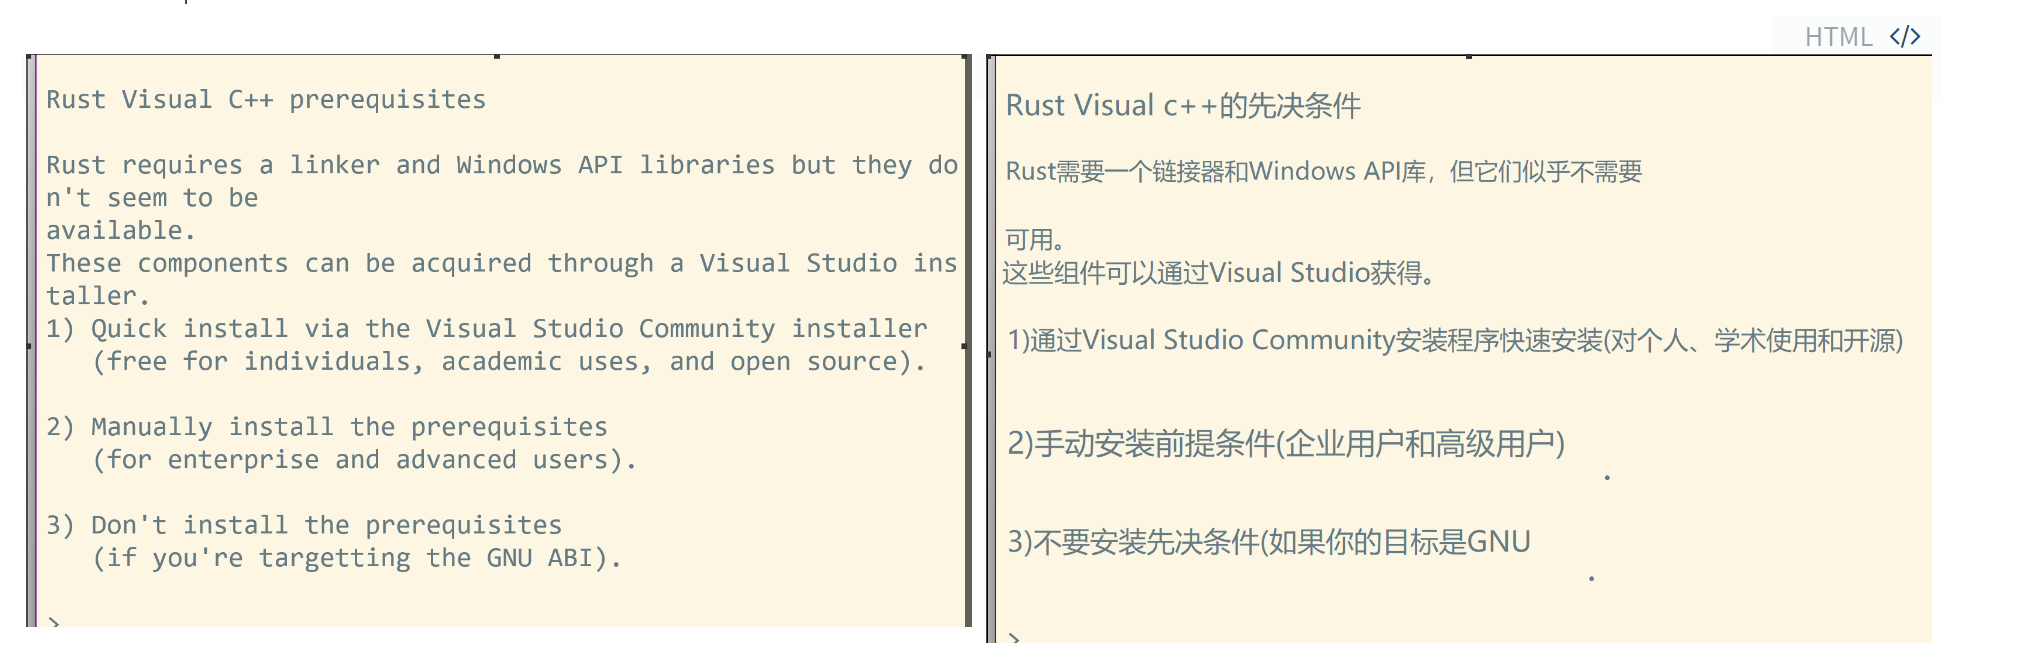 HTML </>
Rust Visual C++ prerequisites
Rust requires a linker and Windows API libraries but they do
n't seem to be
available.
These components can be acquired through a Visual Studio ins
taller.
1) Quick install via the Visual Studio Community installer
(free for individuals, academic uses, and open source).
2) Manually install the prerequisites
(for enterprise and advanced users).
3) Don't install the prerequisites
(if you're targetting the GNU ABI).
>
Rust Visual c++的先决条件
Rust需要一个链接器和Windows API库，但它们似乎不需要
可用。
这些组件可以通过Visual Studio获得。
1)通过Visual Studio Community安装程序快速安装(对个人、学术使用和开源)
2)手动安装前提条件(企业用户和高级用户)
.
3)不要安装先决条件(如果你的目标是GNU
.
>